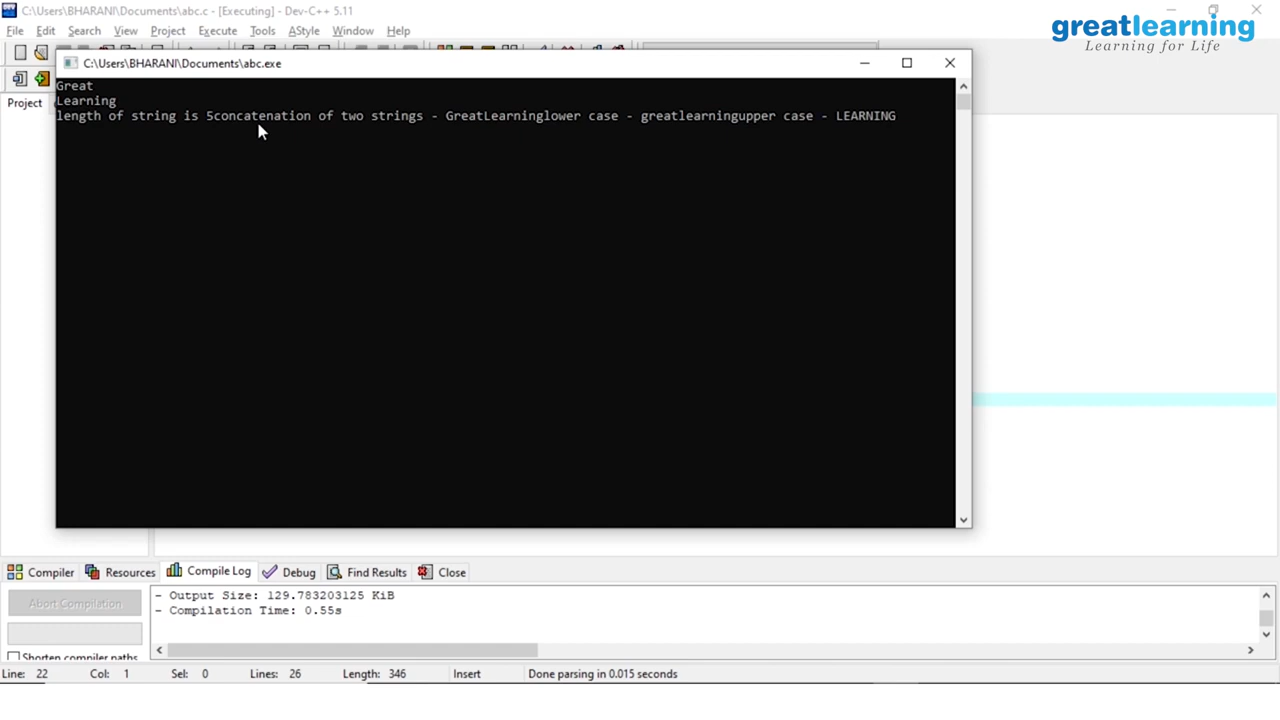 C:\Users\BHARANI\Documents\abc.c - [Executing] - Dev-C++ 5.11
greatlearning
Learning for Life
File Edit Search View Project Execute Tools AStyle Window Help
C:\Users\BHARANI\Documents\abc.exe
Project
Great
Learning
length of string is 5concatenation of two strings - GreatLearninglower case - greatlearningupper case - LEARNING
Compiler Resources Compile Log Debug Find Results Close
Abort Compilation
- Output Size: 129.783203125 KiB
- Compilation Time: 0.55s
Shorten compiler paths
Line: 22 Col: 1 Sel: 0 Lines: 26 Length: 346 Insert Done parsing in 0.015 seconds